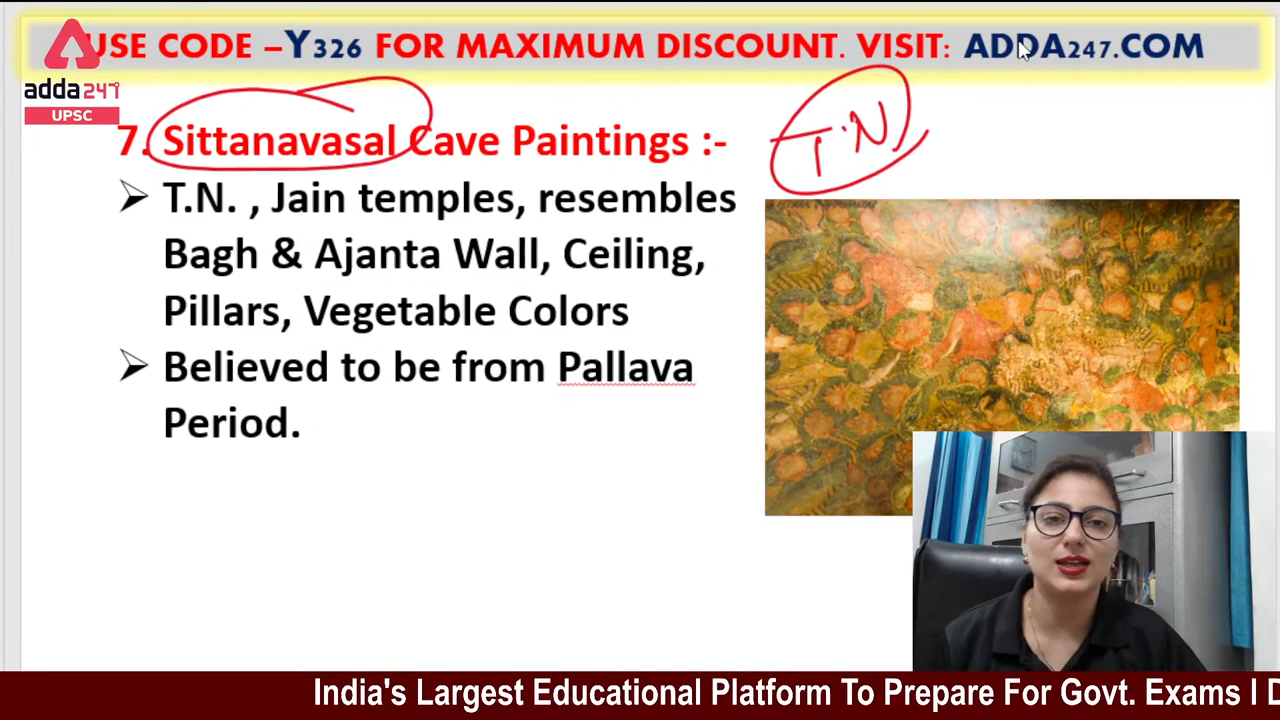 USE CODE –Y326 FOR MAXIMUM DISCOUNT. VISIT: ADDA247.COM
adda247
UPSC
7. Sittanavasal Cave Paintings :-
T.N.
➢ T.N. , Jain temples, resembles
Bagh & Ajanta Wall, Ceiling,
Pillars, Vegetable Colors
➢ Believed to be from Pallava
Period.
India's Largest Educational Platform To Prepare For Govt. Exams I D